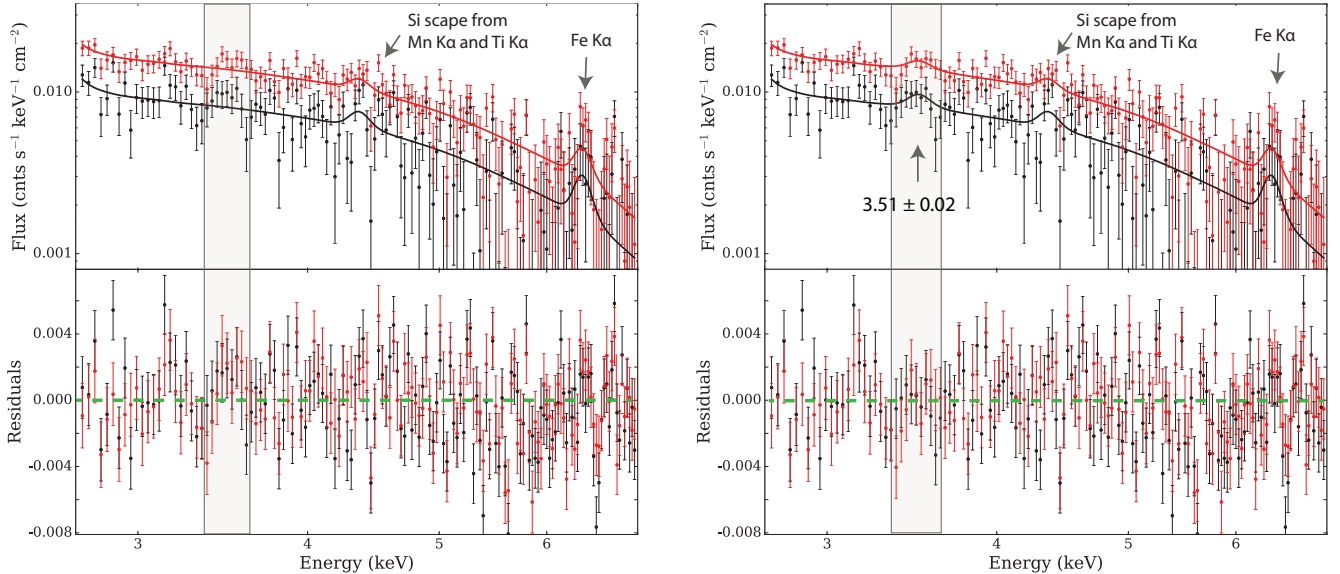 Si scape from
Mn Kα and Ti Kα
Fe Kα
0.010
0.001
Flux (cnts s⁻¹ keV⁻¹ cm⁻²)
0.004
0.000
-0.004
-0.008
Residuals
3 4 5 6
Energy (keV)
Si scape from
Mn Kα and Ti Kα
Fe Kα
0.010
0.001
Flux (cnts s⁻¹ keV⁻¹ cm⁻²)
3.51 ± 0.02
0.004
0.000
-0.004
-0.008
Residuals
3 4 5 6
Energy (keV)